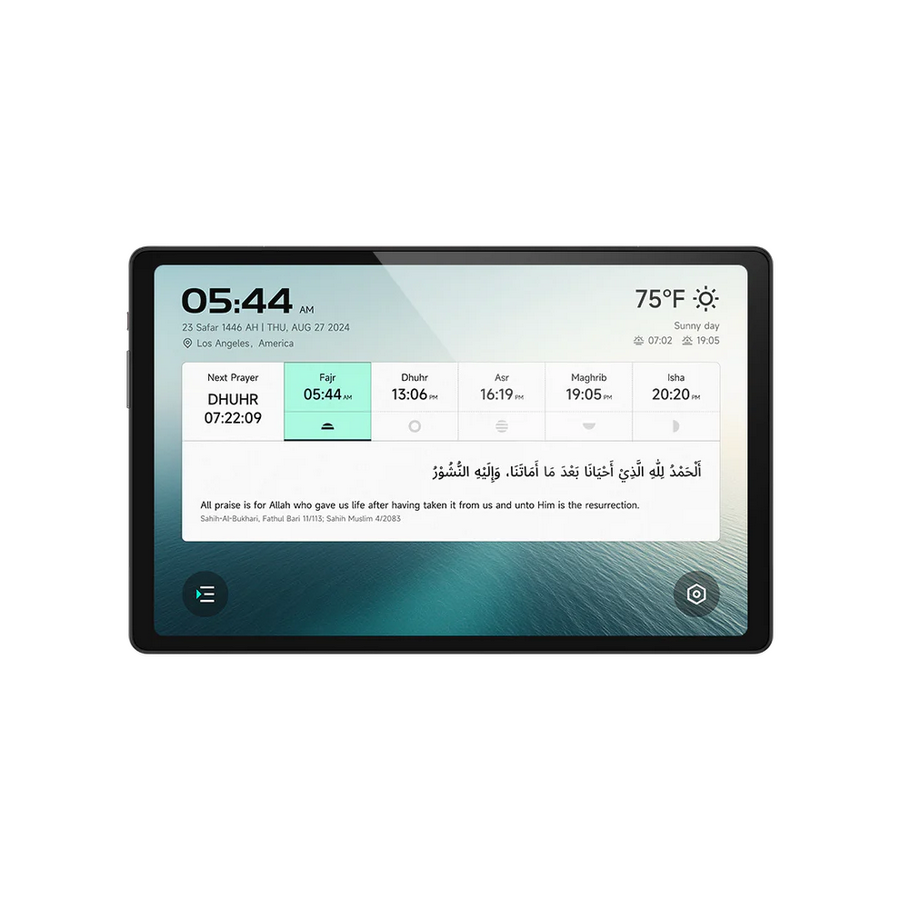 05:44 AM
23 Safar 1446 AH | THU, AUG 27 2024
Los Angeles, America
75°F
Sunny day
07:02 19:05
Next Prayer
DHUHR
07:22:09
Fajr
05:44 AM
Dhuhr
13:06 PM
Asr
16:19 PM
Maghrib
19:05 PM
Isha
20:20 PM
اَلْحَمْدُ لِلّٰهِ الَّذِيْ أَحْيَانَا بَعْدَ مَا أَمَاتَنَا، وَإِلَيْهِ النُّشُوْرُ
All praise is for Allah who gave us life after having taken it from us and unto Him is the resurrection.
Sahih-Al-Bukhari, Fathul Bari 11/113; Sahih Muslim 4/2083